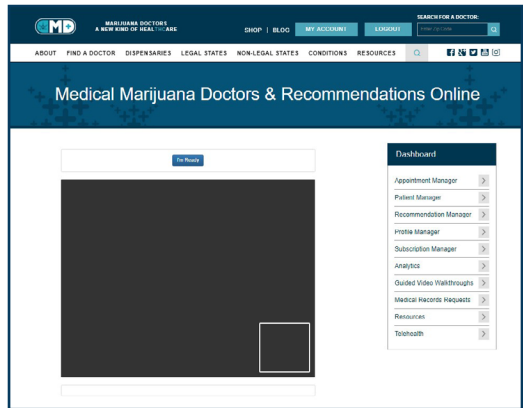 MARIJUANA DOCTORS
A NEW KIND OF HEALTHCARE
SHOP | BLOG
MY ACCOUNT
LOGOUT
SEARCH FOR A DOCTOR:
ABOUT FIND A DOCTOR DISPENSARIES LEGAL STATES NON-LEGAL STATES CONDITIONS RESOURCES
Medical Marijuana Doctors & Recommendations Online
I'm Ready
Dashboard
Appointment Manager
Patient Manager
Recommendation Manager
Profile Manager
Subscription Manager
Analytics
Guided Video Walkthroughs
Medical Records Requests
Resources
Telehealth